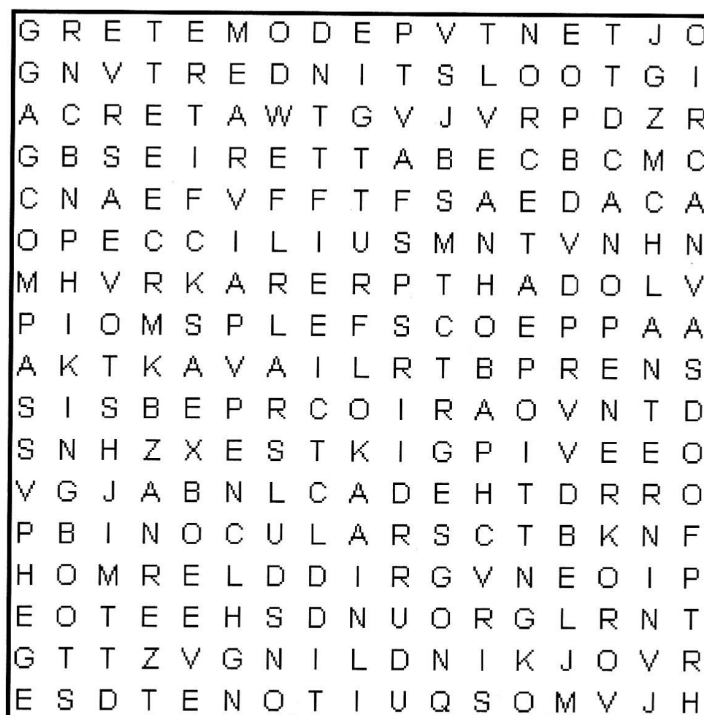 G R E T E M O D E P V T N E T J O
G N V T R E D N I T S L O O T G I
A C R E T A W T G V J V R P D Z R
G B S E I R E T T A B E C B C M C
C N A E F V F F T F S A E D A C A
O P E C C I L I U S M N T V N H N
M H V R K A R E R P T H A D O L V
P I O M S P L E F S C O E P P A A
A K T K A V A I L R T B P R E N S
S I S B E P R C O I R A O V N T D
S N H Z X E S T K I G P I V E E O
V G J A B N L C A D E H T D R R O
P B I N O C U L A R S C T B K N F
H O M R E L D D I R G V N E O I P
E O T E E H S D N U O R G L R N T
G T T Z V G N I L D N I K J O V R
E S D T E N O T I U Q S O M V J H